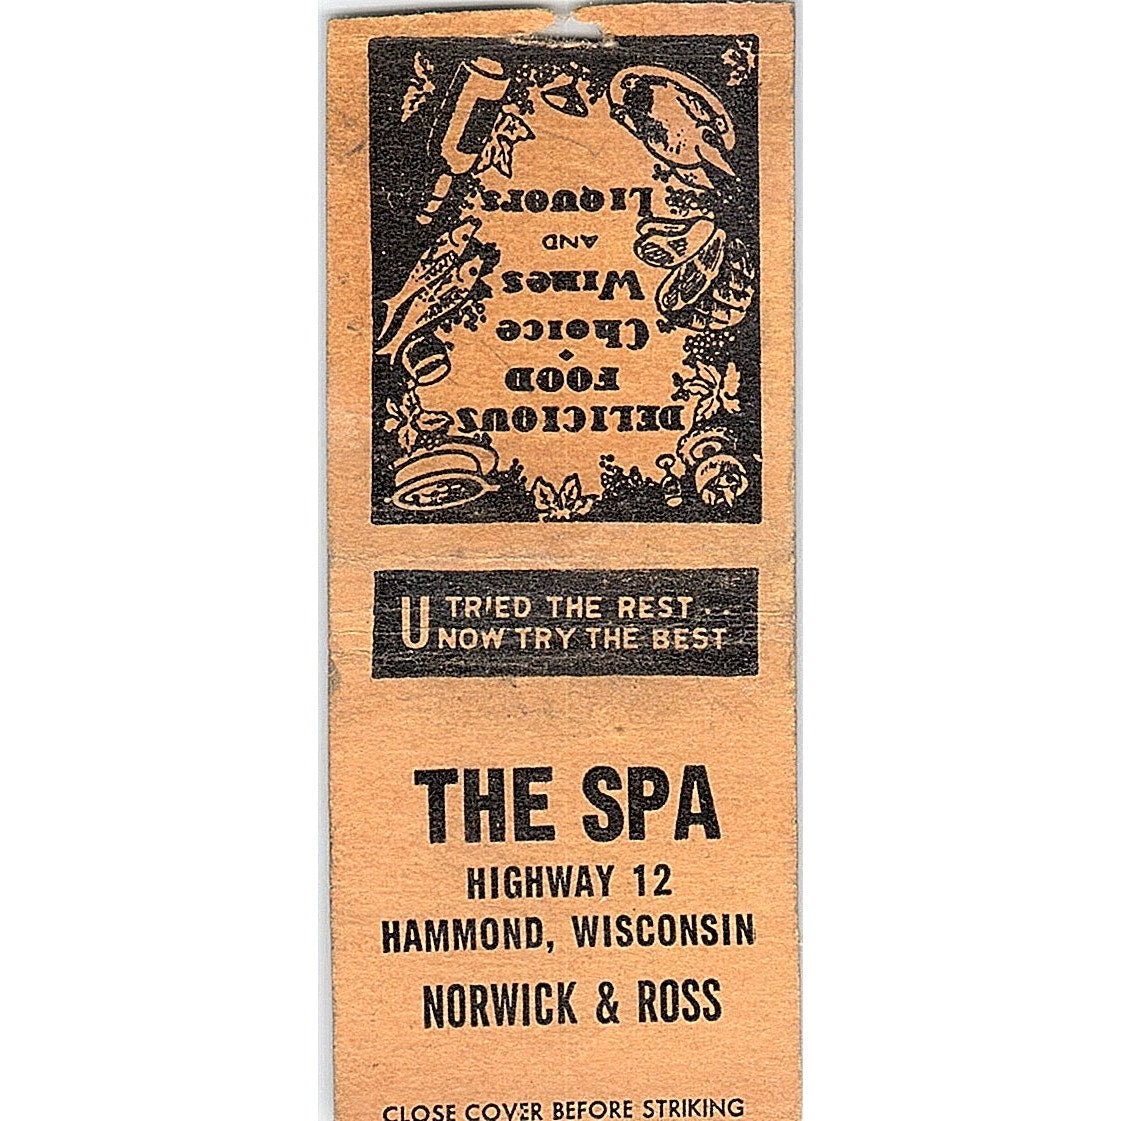 DELICIOUS
FOOD
Choice
Wines
AND
LIQUORS
U TRIED THE REST . .
NOW TRY THE BEST
THE SPA
HIGHWAY 12
HAMMOND, WISCONSIN
NORWICK & ROSS
CLOSE COVER BEFORE STRIKING